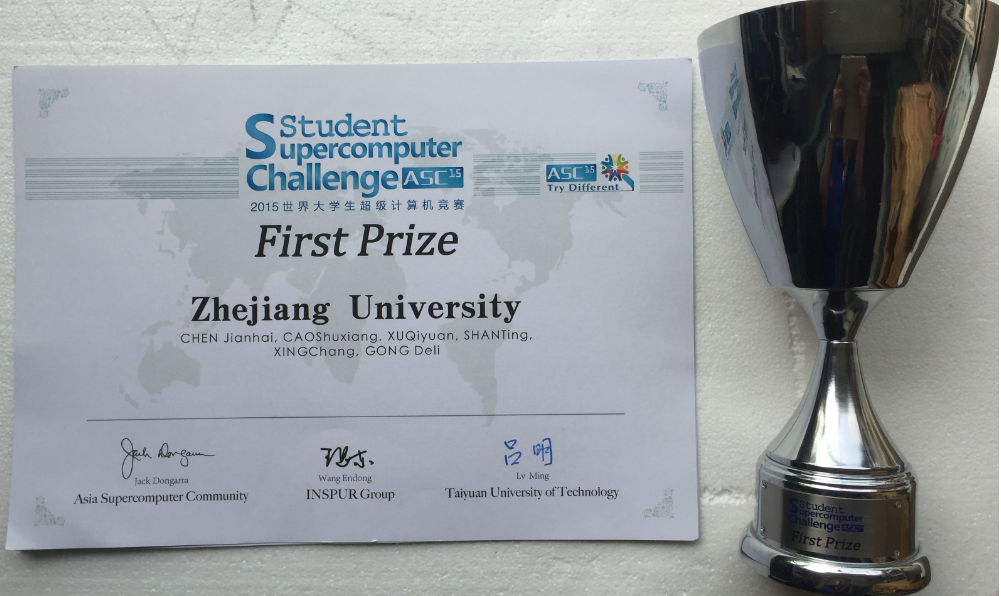 Student
Supercomputer
Challenge ASC15
2015世界大学生超级计算机竞赛
ASC15
Try Different
First Prize
Zhejiang University
CHEN Jianhai, CAOShuxiang, XUQiyuan, SHANTing,
XINGChang, GONG Deli
Jack Dongarra
吕明
Jack Dongarra
Wang Endong
Lv Ming
Asia Supercomputer Community
INSPUR Group
Taiyuan University of Technology
Student
Supercomputer
Challenge ASC15
First Prize